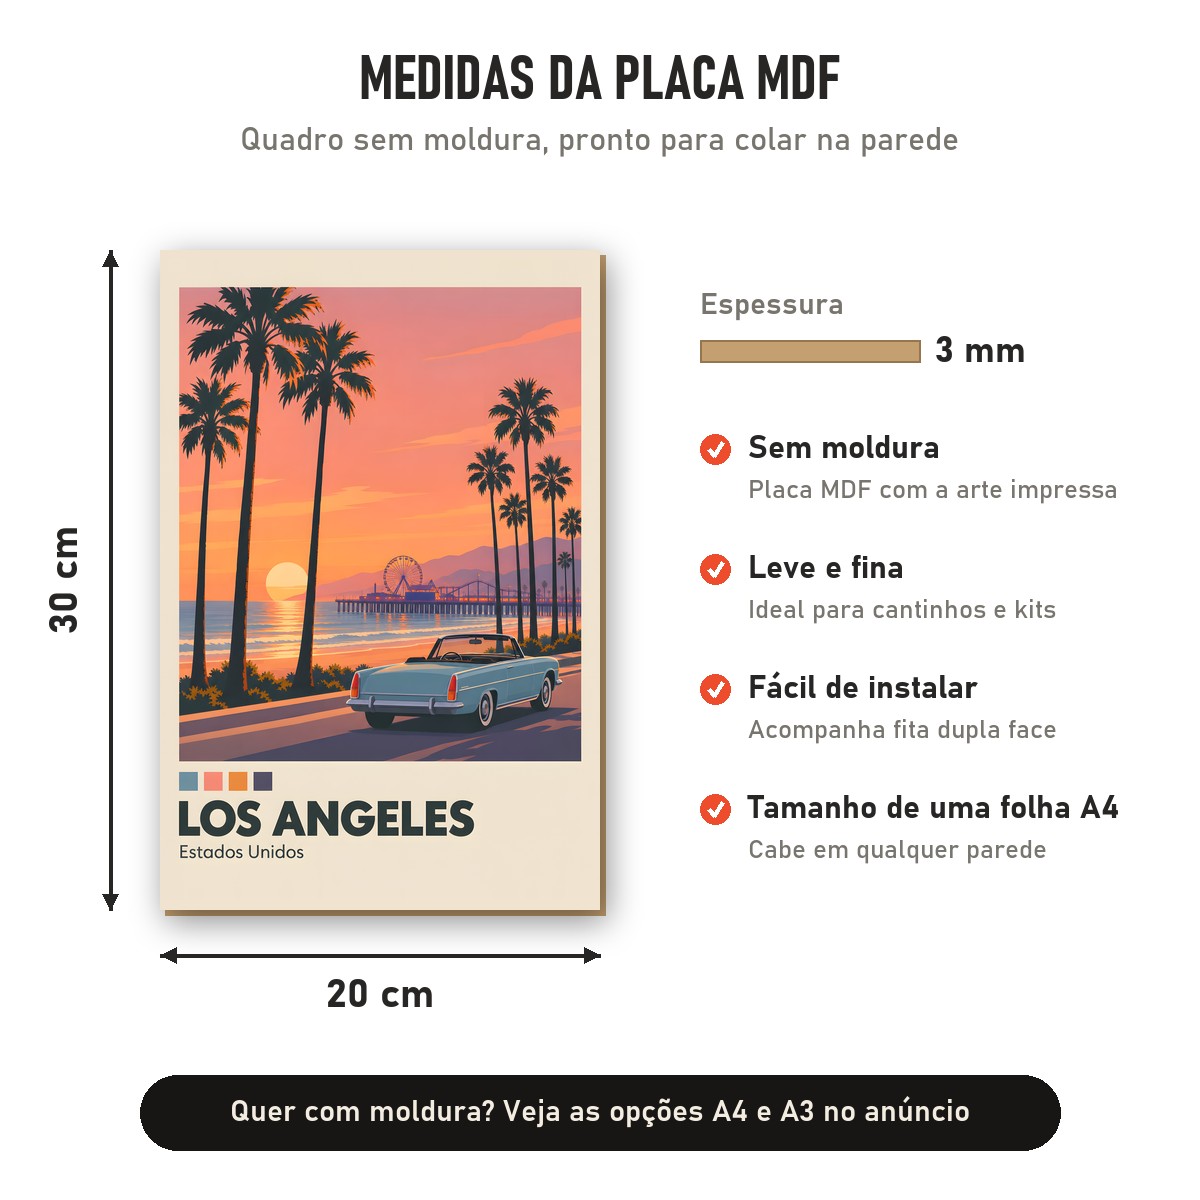 MEDIDAS DA PLACA MDF
Quadro sem moldura, pronto para colar na parede
30 cm
LOS ANGELES
Estados Unidos
20 cm
Espessura
3 mm
Sem moldura
Placa MDF com a arte impressa
Leve e fina
Ideal para cantinhos e kits
Fácil de instalar
Acompanha fita dupla face
Tamanho de uma folha A4
Cabe em qualquer parede
Quer com moldura? Veja as opções A4 e A3 no anúncio